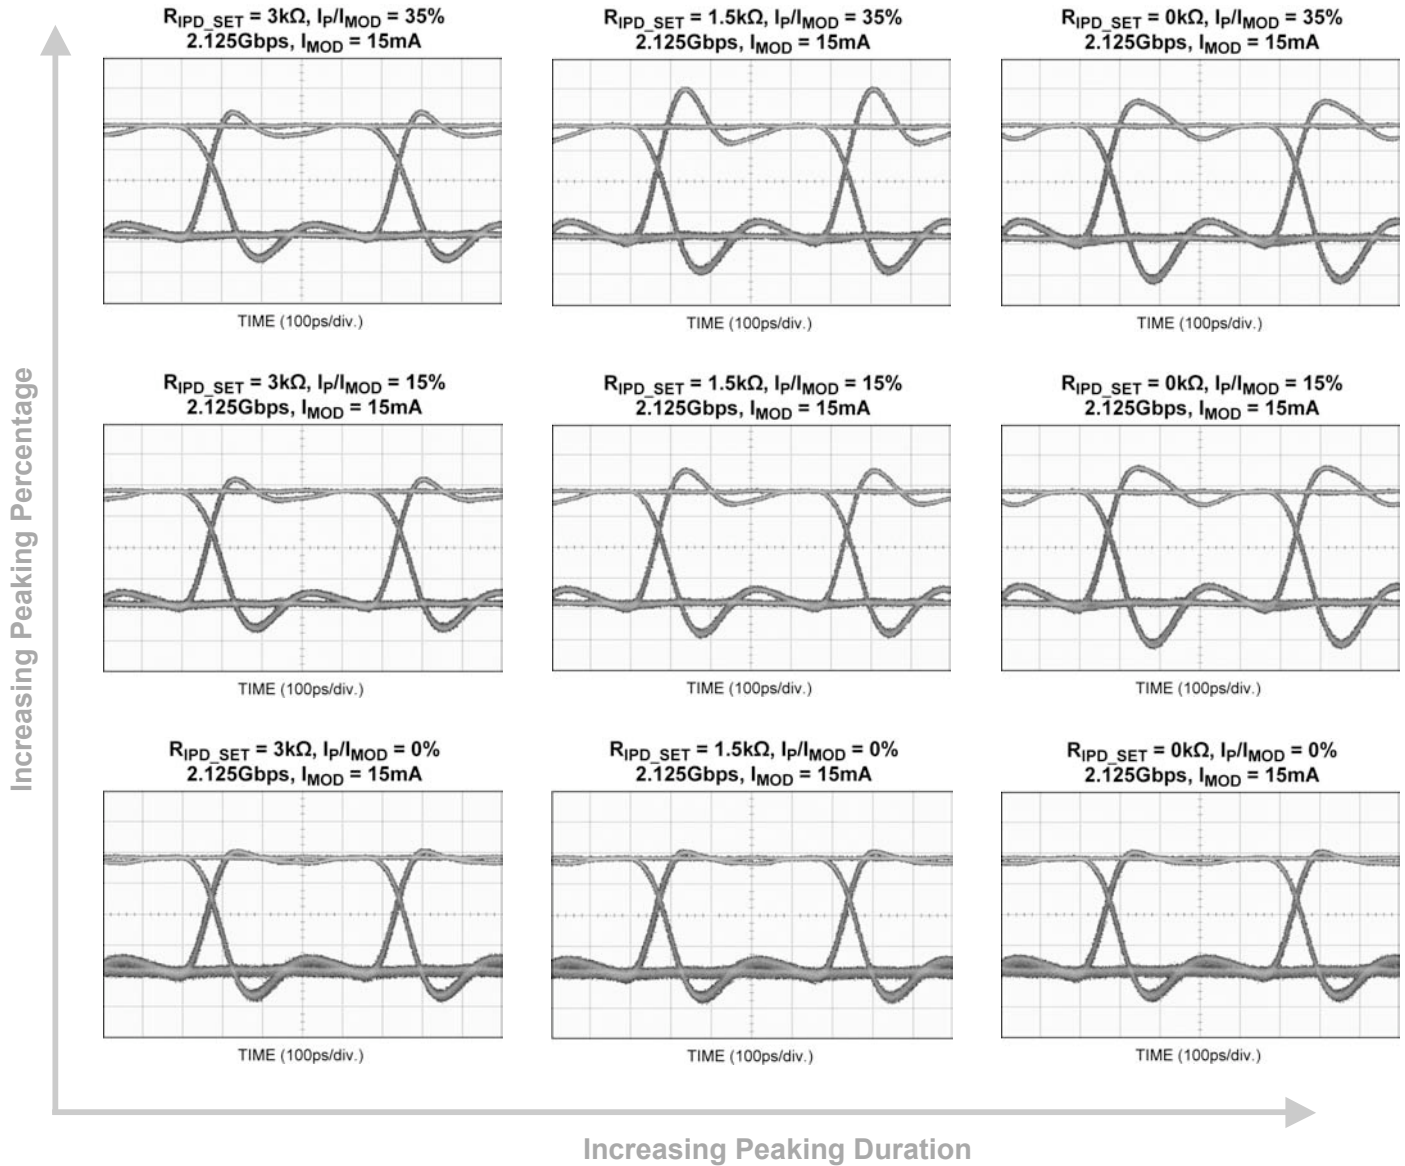 R_IPD_SET = 3kΩ, I_P/I_MOD = 35%
2.125Gbps, I_MOD = 15mA
TIME (100ps/div.)
R_IPD_SET = 1.5kΩ, I_P/I_MOD = 35%
2.125Gbps, I_MOD = 15mA
TIME (100ps/div.)
R_IPD_SET = 0kΩ, I_P/I_MOD = 35%
2.125Gbps, I_MOD = 15mA
TIME (100ps/div.)
R_IPD_SET = 3kΩ, I_P/I_MOD = 15%
2.125Gbps, I_MOD = 15mA
TIME (100ps/div.)
R_IPD_SET = 1.5kΩ, I_P/I_MOD = 15%
2.125Gbps, I_MOD = 15mA
TIME (100ps/div.)
R_IPD_SET = 0kΩ, I_P/I_MOD = 15%
2.125Gbps, I_MOD = 15mA
TIME (100ps/div.)
R_IPD_SET = 3kΩ, I_P/I_MOD = 0%
2.125Gbps, I_MOD = 15mA
TIME (100ps/div.)
R_IPD_SET = 1.5kΩ, I_P/I_MOD = 0%
2.125Gbps, I_MOD = 15mA
TIME (100ps/div.)
R_IPD_SET = 0kΩ, I_P/I_MOD = 0%
2.125Gbps, I_MOD = 15mA
TIME (100ps/div.)
Increasing Peaking Percentage
Increasing Peaking Duration